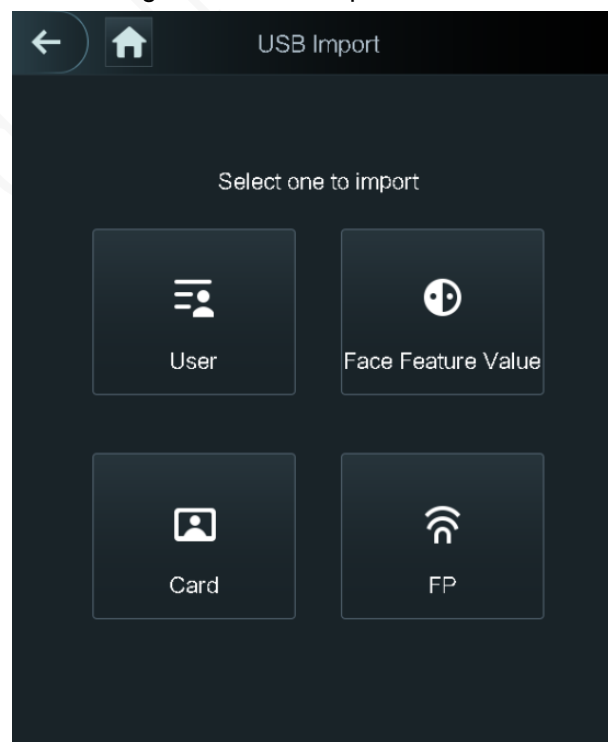 USB Import
Select one to import
User
Face Feature Value
Card
FP